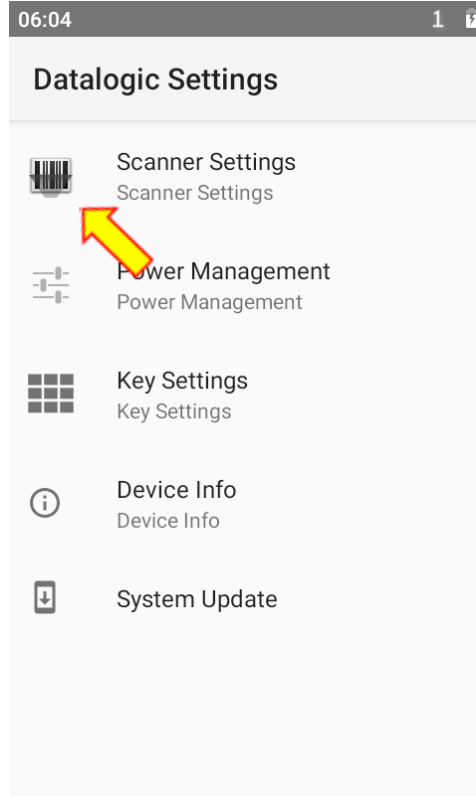 06:04
1
Datalogic Settings
Scanner Settings
Scanner Settings
Power Management
Power Management
Key Settings
Key Settings
Device Info
Device Info
System Update